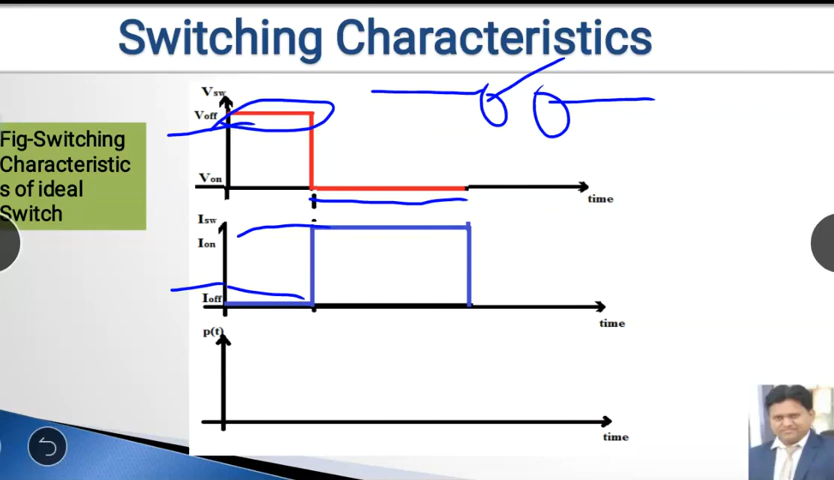 Switching Characteristics
Fig-Switching
Characteristic
s of ideal
Switch
Vsw
Voff
Von
time
Isw
Ion
Ioff
time
p(t)
time